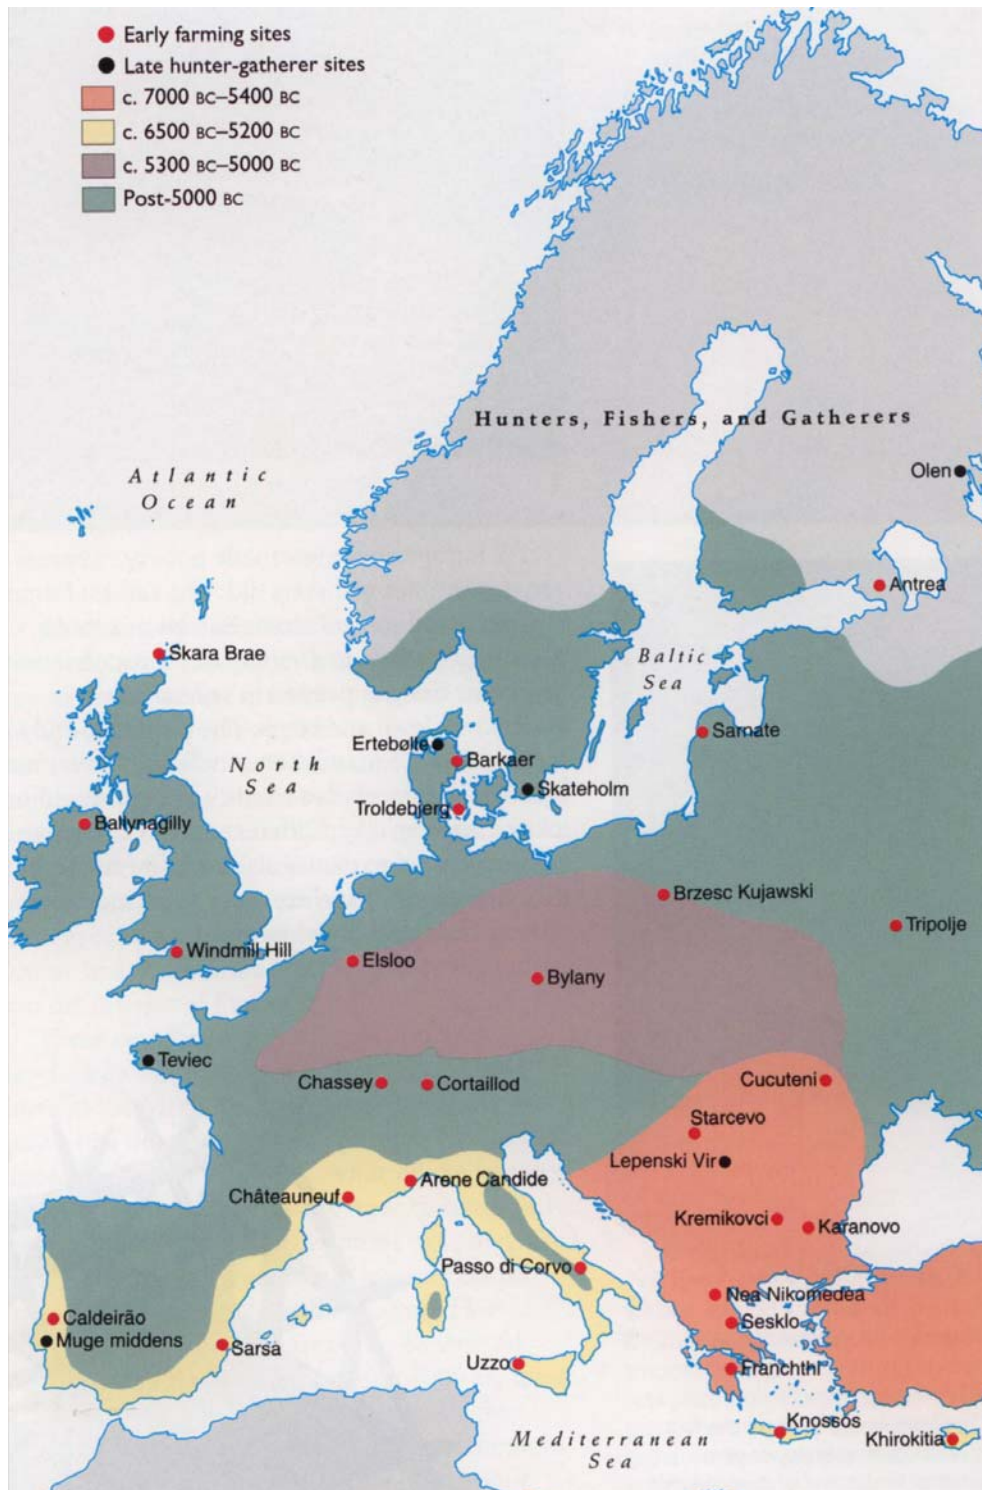 Early farming sites
Late hunter-gatherer sites
c. 7000 BC–5400 BC
c. 6500 BC–5200 BC
c. 5300 BC–5000 BC
Post-5000 BC
Hunters, Fishers, and Gatherers
Atlantic
Ocean
Olen
Antrea
Skara Brae
Baltic
Sea
Sarnate
Ertebølle
Barkaer
North
Sea
Skateholm
Troldebjerg
Ballynagilly
Brzesc Kujawski
Tripolje
Windmill Hill
Elsloo
Bylany
Teviec
Chassey
Cortaillod
Cucuteni
Starcevo
Lepenski Vir
Arene Candide
Châteauneuf
Kremikovci
Karanovo
Passo di Corvo
Nea Nikomedea
Caldeirão
Sesklo
Muge middens
Sarsa
Uzzo
Franchthi
Knossos
Khirokitia
Mediterranean
Sea